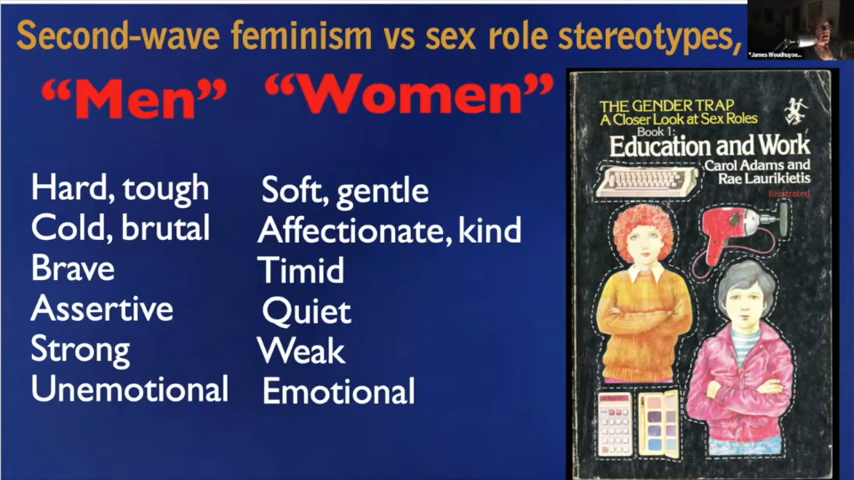 Second-wave feminism vs sex role stereotypes,
"Men" "Women"
Hard, tough
Cold, brutal
Brave
Assertive
Strong
Unemotional
Soft, gentle
Affectionate, kind
Timid
Quiet
Weak
Emotional
THE GENDER TRAP
A Closer Look at Sex Roles
Book 1:
Education and Work
Carol Adams and
Rae Laurikietis
Illustrated